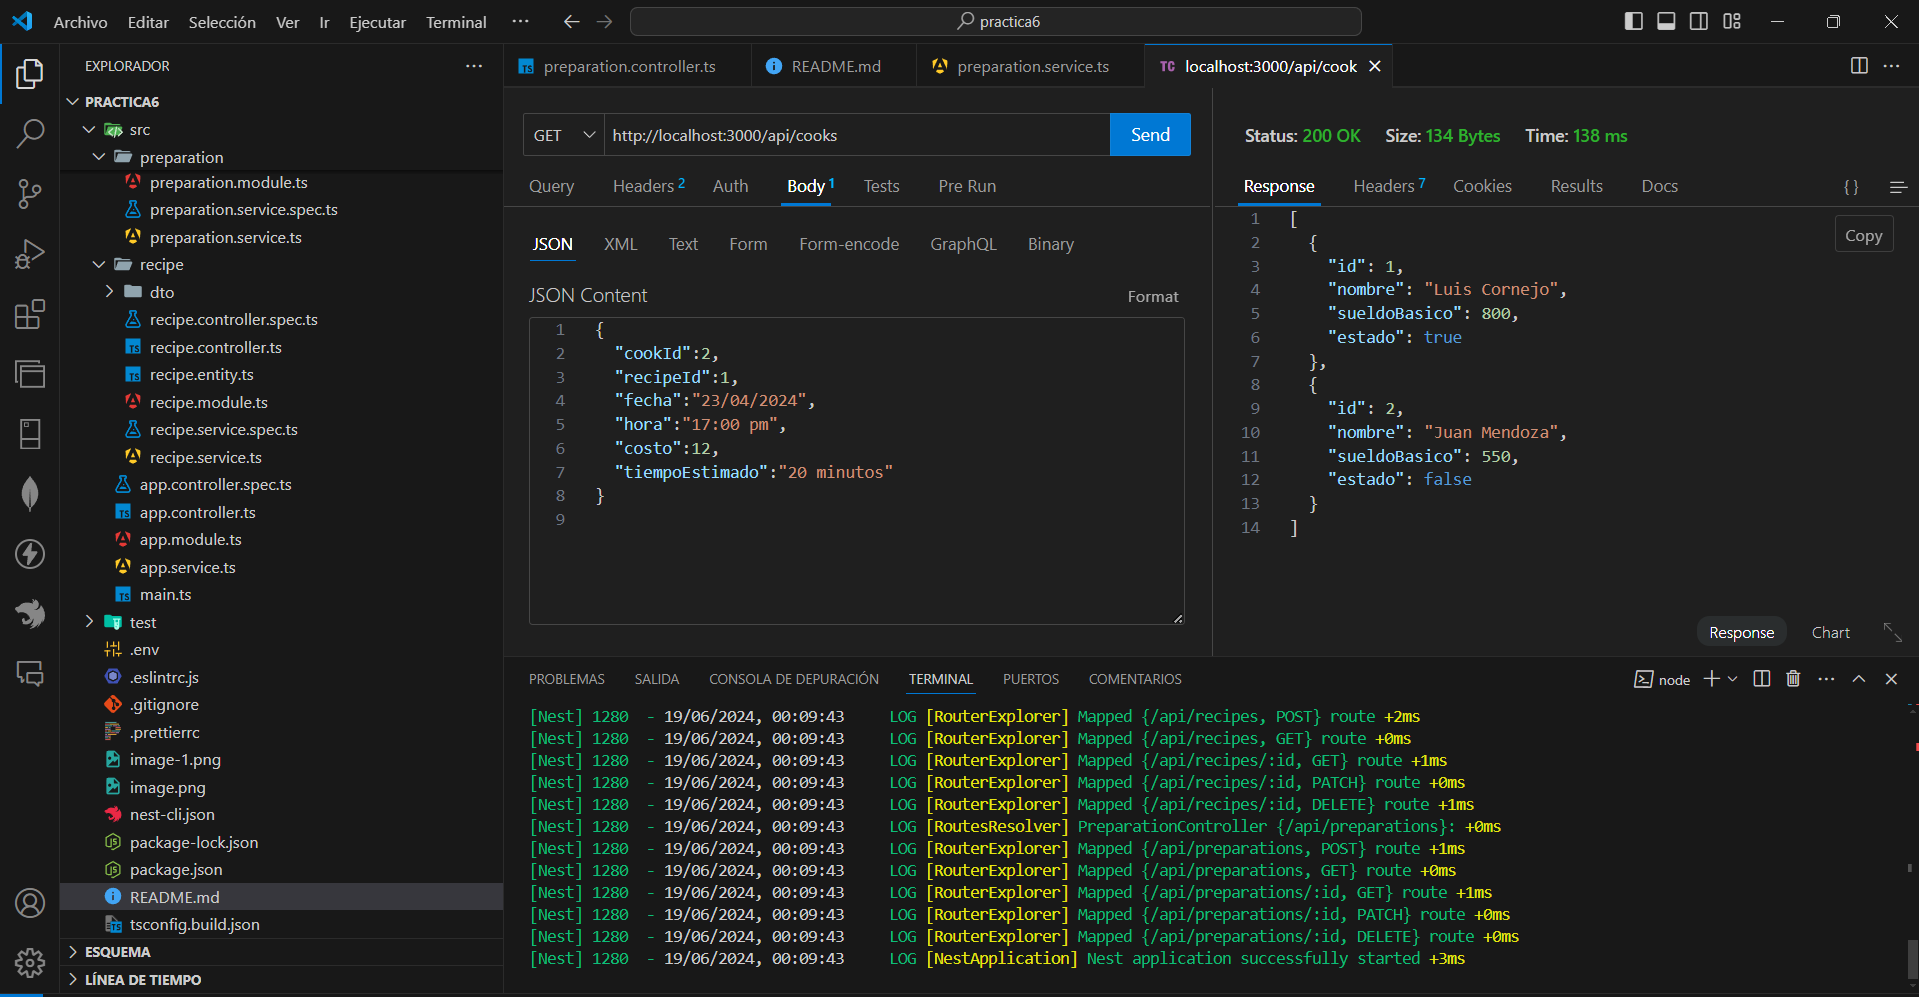 Archivo Editar Selección Ver Ir Ejecutar Terminal ··· practica6
EXPLORADOR ···
PRACTICA6
src
preparation
preparation.module.ts
preparation.service.spec.ts
preparation.service.ts
recipe
dto
recipe.controller.spec.ts
recipe.controller.ts
recipe.entity.ts
recipe.module.ts
recipe.service.spec.ts
recipe.service.ts
app.controller.spec.ts
app.controller.ts
app.module.ts
app.service.ts
main.ts
test
.env
.eslintrc.js
.gitignore
.prettierrc
image-1.png
image.png
nest-cli.json
package-lock.json
package.json
README.md
tsconfig.build.json
ESQUEMA
LÍNEA DE TIEMPO
TS preparation.controller.ts README.md preparation.service.ts TC localhost:3000/api/cook
GET http://localhost:3000/api/cooks Send
Query Headers 2 Auth Body 1 Tests Pre Run
JSON XML Text Form Form-encode GraphQL Binary
JSON Content Format
1 {
2 "cookId":2,
3 "recipeId":1,
4 "fecha":"23/04/2024",
5 "hora":"17:00 pm",
6 "costo":12,
7 "tiempoEstimado":"20 minutos"
8 }
9
Status: 200 OK Size: 134 Bytes Time: 138 ms
Response Headers 7 Cookies Results Docs { }
Copy
1 [
2 {
3 "id": 1,
4 "nombre": "Luis Cornejo",
5 "sueldoBasico": 800,
6 "estado": true
7 },
8 {
9 "id": 2,
10 "nombre": "Juan Mendoza",
11 "sueldoBasico": 550,
12 "estado": false
13 }
14 ]
Response Chart
PROBLEMAS SALIDA CONSOLA DE DEPURACIÓN TERMINAL PUERTOS COMENTARIOS node
[Nest] 1280 - 19/06/2024, 00:09:43 LOG [RouterExplorer] Mapped {/api/recipes, POST} route +2ms
[Nest] 1280 - 19/06/2024, 00:09:43 LOG [RouterExplorer] Mapped {/api/recipes, GET} route +0ms
[Nest] 1280 - 19/06/2024, 00:09:43 LOG [RouterExplorer] Mapped {/api/recipes/:id, GET} route +1ms
[Nest] 1280 - 19/06/2024, 00:09:43 LOG [RouterExplorer] Mapped {/api/recipes/:id, PATCH} route +0ms
[Nest] 1280 - 19/06/2024, 00:09:43 LOG [RouterExplorer] Mapped {/api/recipes/:id, DELETE} route +1ms
[Nest] 1280 - 19/06/2024, 00:09:43 LOG [RoutesResolver] PreparationController {/api/preparations}: +0ms
[Nest] 1280 - 19/06/2024, 00:09:43 LOG [RouterExplorer] Mapped {/api/preparations, POST} route +1ms
[Nest] 1280 - 19/06/2024, 00:09:43 LOG [RouterExplorer] Mapped {/api/preparations, GET} route +0ms
[Nest] 1280 - 19/06/2024, 00:09:43 LOG [RouterExplorer] Mapped {/api/preparations/:id, GET} route +1ms
[Nest] 1280 - 19/06/2024, 00:09:43 LOG [RouterExplorer] Mapped {/api/preparations/:id, PATCH} route +0ms
[Nest] 1280 - 19/06/2024, 00:09:43 LOG [RouterExplorer] Mapped {/api/preparations/:id, DELETE} route +0ms
[Nest] 1280 - 19/06/2024, 00:09:43 LOG [NestApplication] Nest application successfully started +3ms